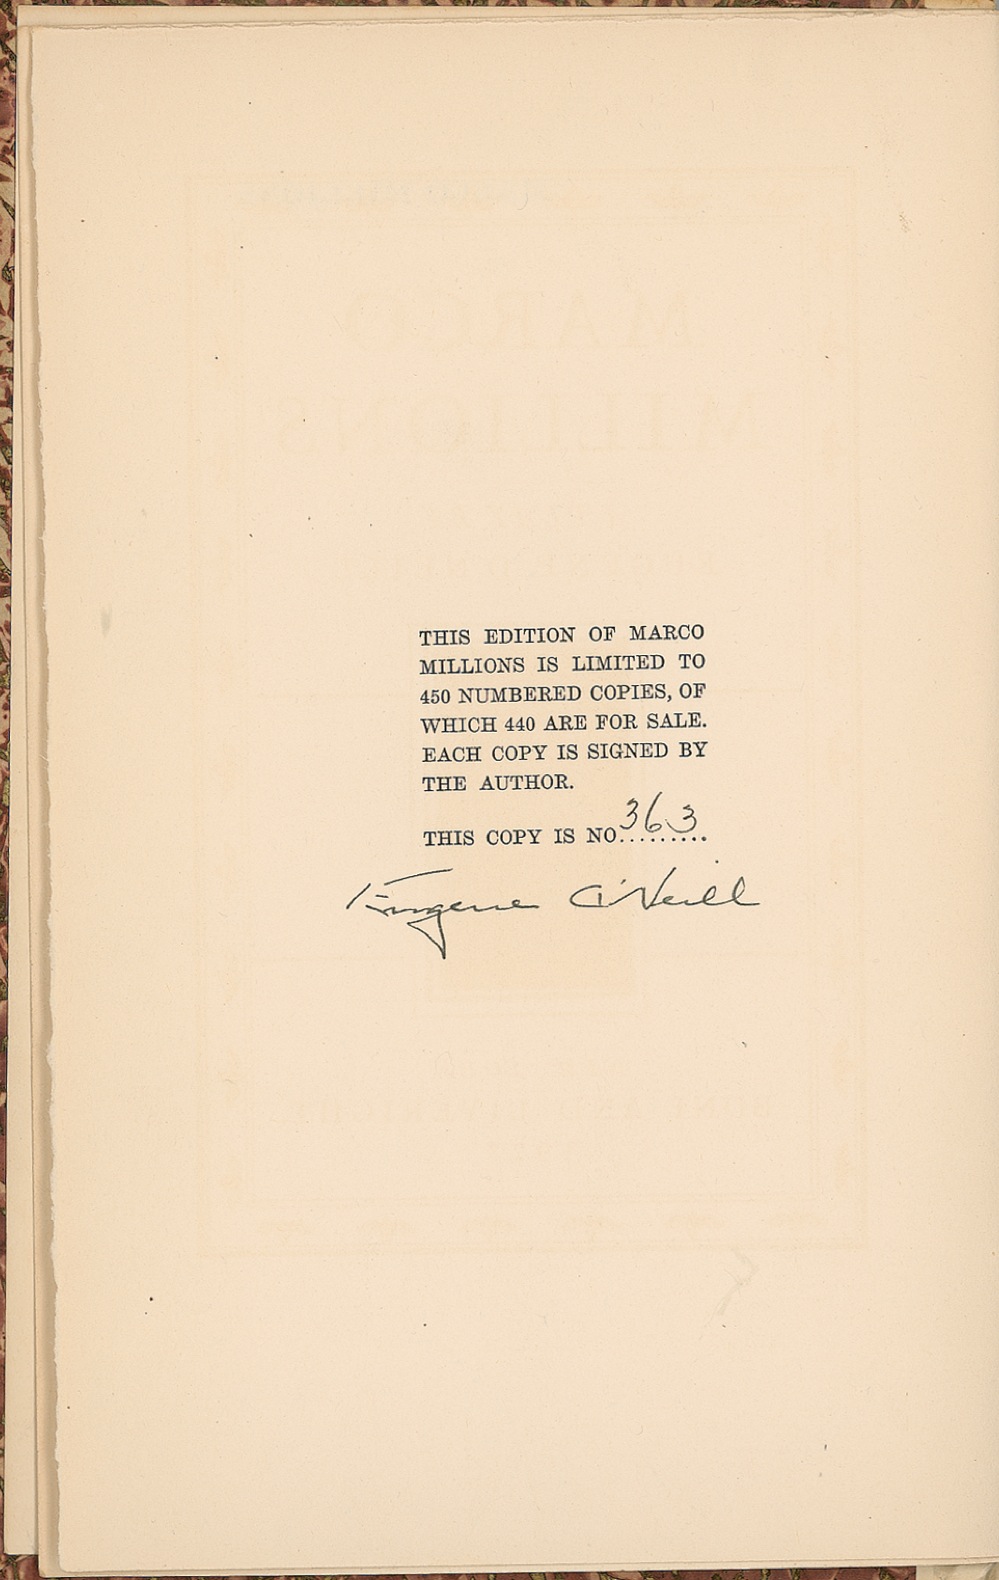 THIS EDITION OF MARCO
MILLIONS IS LIMITED TO
450 NUMBERED COPIES, OF
WHICH 440 ARE FOR SALE.
EACH COPY IS SIGNED BY
THE AUTHOR.
THIS COPY IS NO. 363
Eugene O'Neill